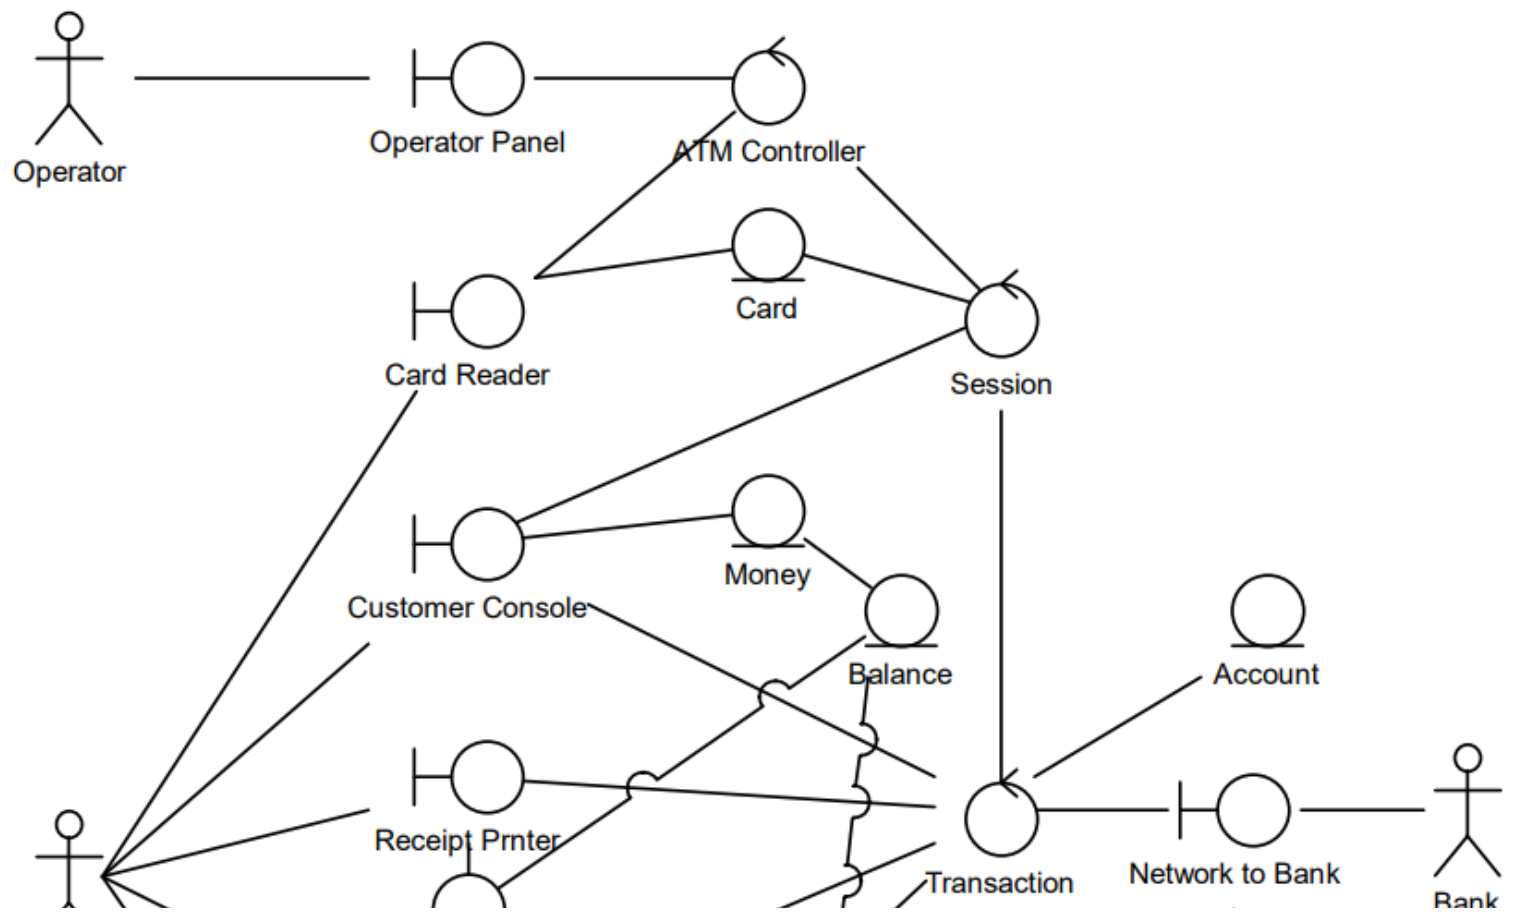 Operator
Operator Panel
ATM Controller
Card
Card Reader
Session
Money
Customer Console
Balance
Account
Receipt Prnter
Transaction
Network to Bank
Bank